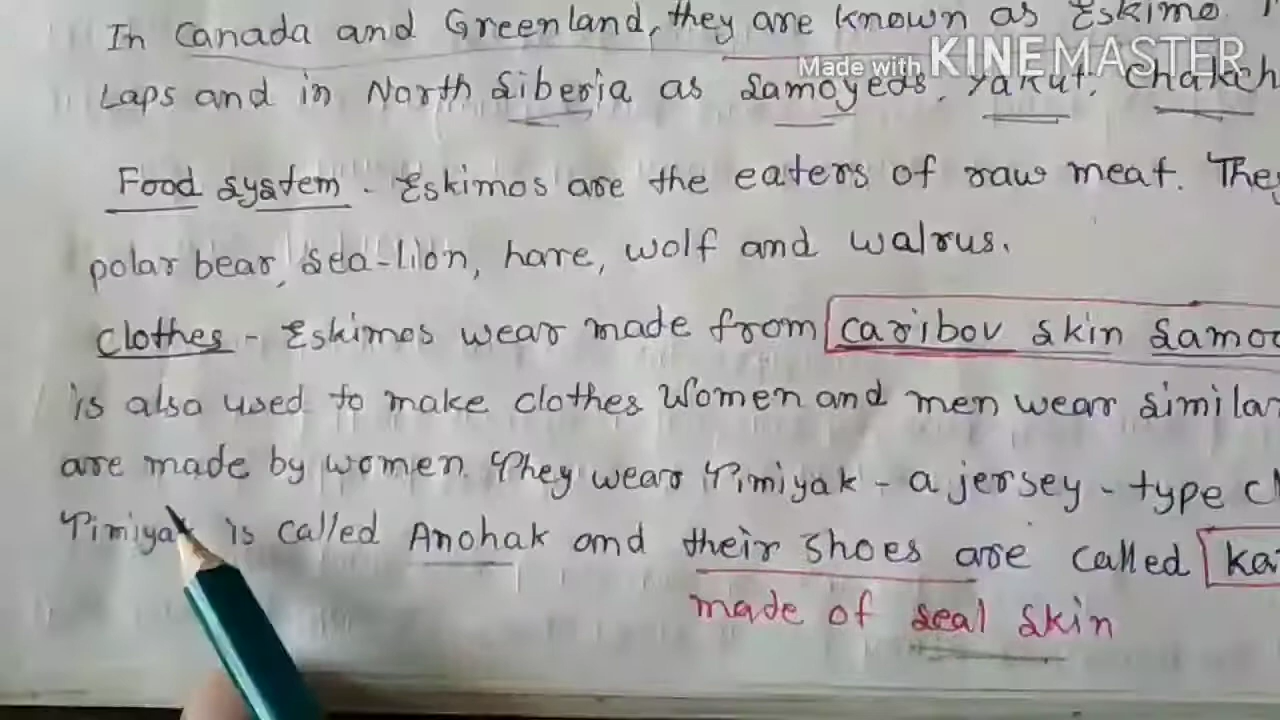 In Canada and Greenland, they are known as Eskimo
Made with KINEMASTER
Laps and in North Siberia as Samoyeds, Yakut, Chakch
Food system - Eskimos are the eaters of raw meat. They
polar bear, sea-lion, hare, wolf and walrus.
clothes - Eskimos wear made from caribov skin Samoo
is also used to make clothes Women and men wear similar
are made by women. They wear Timiyak - a jersey - type
Timiyak is called Anohak and their shoes are called ka
made of seal skin